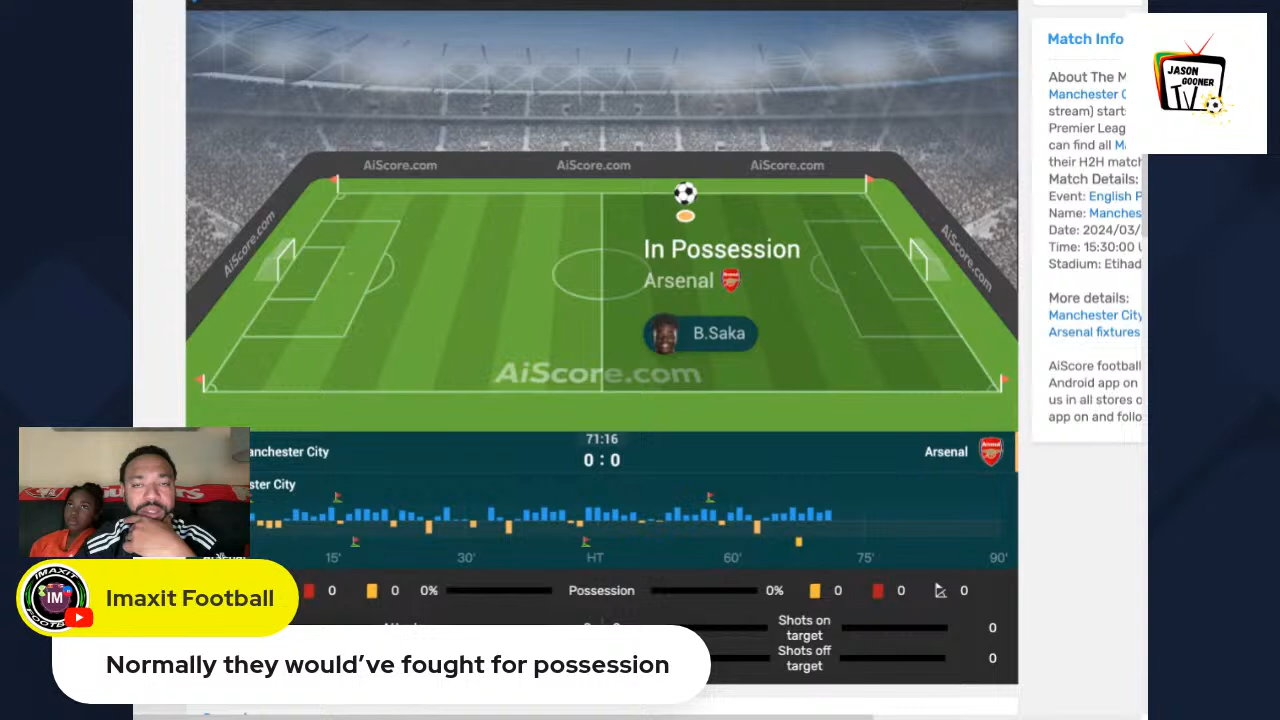 Match Info
JASON
GOONER
TV
About The M
Manchester C
stream) start
Premier Leag
can find all M
their H2H match
Match Details:
Event: English P
Name: Manches
Date: 2024/03/
Time: 15:30:00 U
Stadium: Etihad
More details:
Manchester City
Arsenal fixtures
AiScore football
Android app on
us in all stores o
app on and follo
AiScore.com
AiScore.com
AiScore.com
AiScore.com
AiScore.com
In Possession
Arsenal
B.Saka
AiScore.com
71:16
anchester City
0 : 0
Arsenal
ster City
15'
30'
HT
60'
75'
90'
0
0
0%
Possession
0%
0
0
0
Shots on
target
0
Shots off
target
0
IMAXIT
IM
FOOTBALL
Imaxit Football
Normally they would've fought for possession